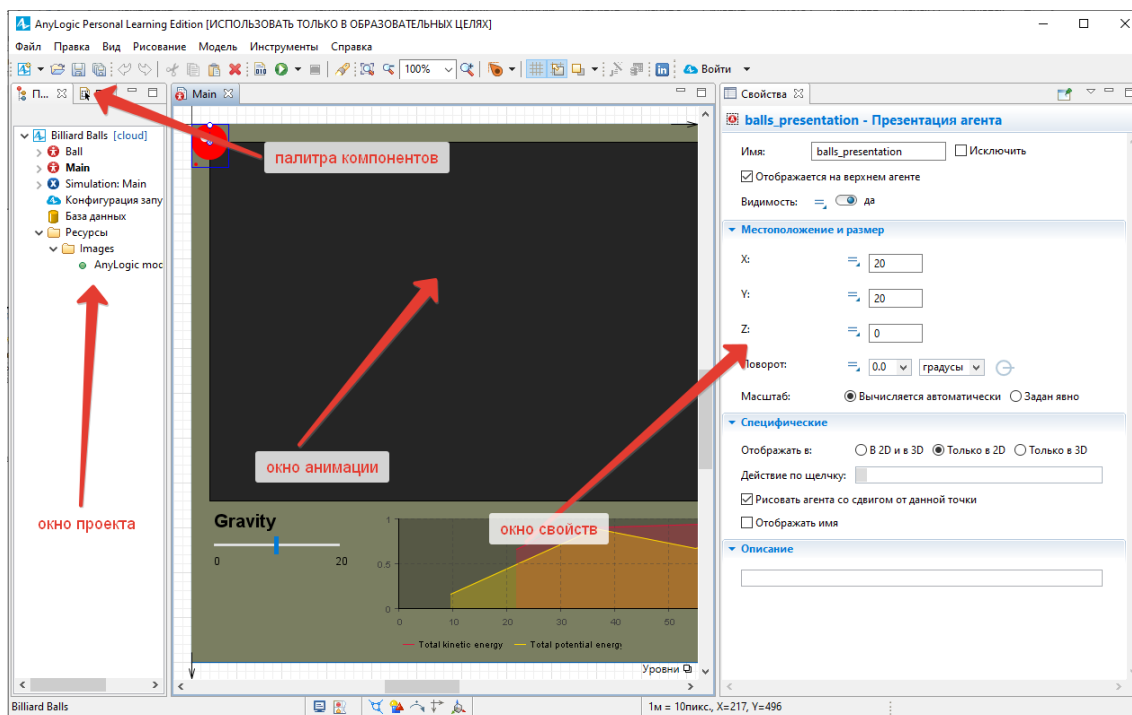 AnyLogic Personal Learning Edition [ИСПОЛЬЗОВАТЬ ТОЛЬКО В ОБРАЗОВАТЕЛЬНЫХ ЦЕЛЯХ]
Файл Правка Вид Рисование Модель Инструменты Справка
100% Войти
П...
Billiard Balls [cloud]
Ball
Main
Simulation: Main
Конфигурация запу
База данных
Ресурсы
Images
AnyLogic mod
окно проекта
Main
палитра компонентов
окно анимации
Gravity
0 20
1
0.5
0
0 10 20 30 40 50
Total kinetic energy Total potential energy
окно свойств
Уровни
Свойства
balls_presentation - Презентация агента
Имя: balls_presentation Исключить
Отображается на верхнем агенте
Видимость: да
Местоположение и размер
X: 20
Y: 20
Z: 0
Поворот: 0.0 градусы
Масштаб: Вычисляется автоматически Задан явно
Специфические
Отображать в: В 2D и в 3D Только в 2D Только в 3D
Действие по щелчку:
Рисовать агента со сдвигом от данной точки
Отображать имя
Описание
Billiard Balls 1м = 10пикс., X=217, Y=496